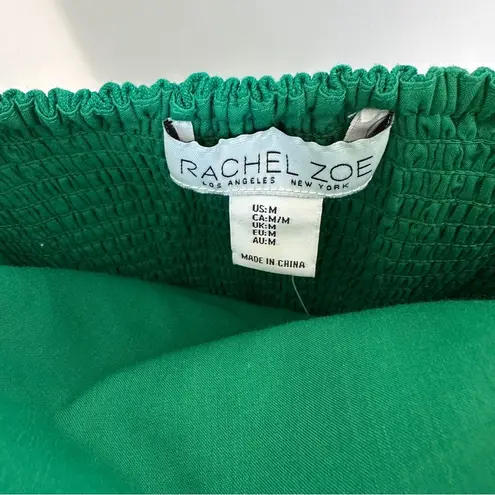 RACHEL ZOE
LOS ANGELES NEW YORK
US:M
CA:M/M
UK:M
EU:M
AU:M
MADE IN CHINA